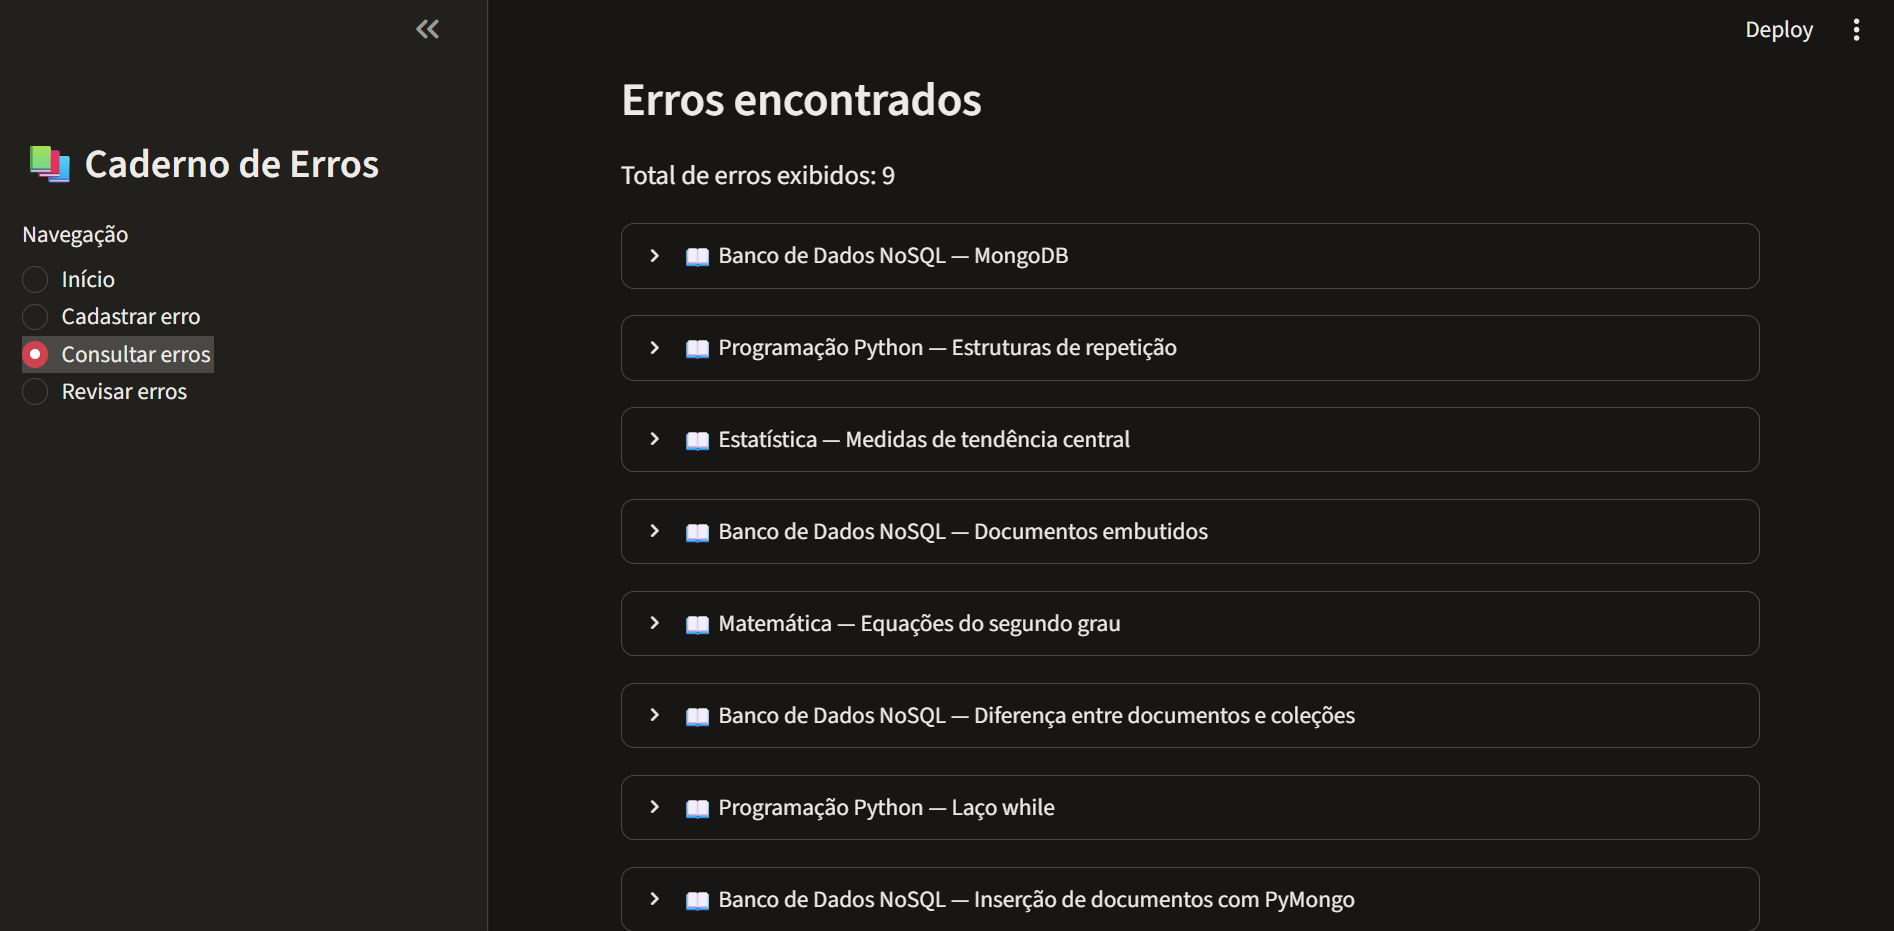 Deploy
Caderno de Erros
Navegação
Início
Cadastrar erro
Consultar erros
Revisar erros
Erros encontrados
Total de erros exibidos: 9
Banco de Dados NoSQL — MongoDB
Programação Python — Estruturas de repetição
Estatística — Medidas de tendência central
Banco de Dados NoSQL — Documentos embutidos
Matemática — Equações do segundo grau
Banco de Dados NoSQL — Diferença entre documentos e coleções
Programação Python — Laço while
Banco de Dados NoSQL — Inserção de documentos com PyMongo